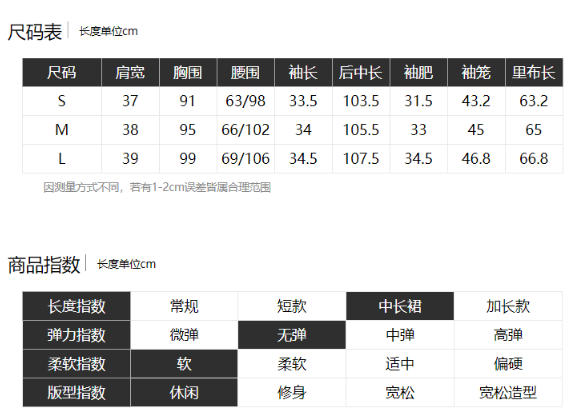 尺码表 长度单位cm
尺码 肩宽 胸围 腰围 袖长 后中长 袖肥 袖笼 里布长
S 37 91 63/98 33.5 103.5 31.5 43.2 63.2
M 38 95 66/102 34 105.5 33 45 65
L 39 99 69/106 34.5 107.5 34.5 46.8 66.8
因测量方式不同，若有1-2cm误差皆属合理范围
商品指数 长度单位cm
长度指数 常规 短款 中长裙 加长款
弹力指数 微弹 无弹 中弹 高弹
柔软指数 软 柔软 适中 偏硬
版型指数 休闲 修身 宽松 宽松造型